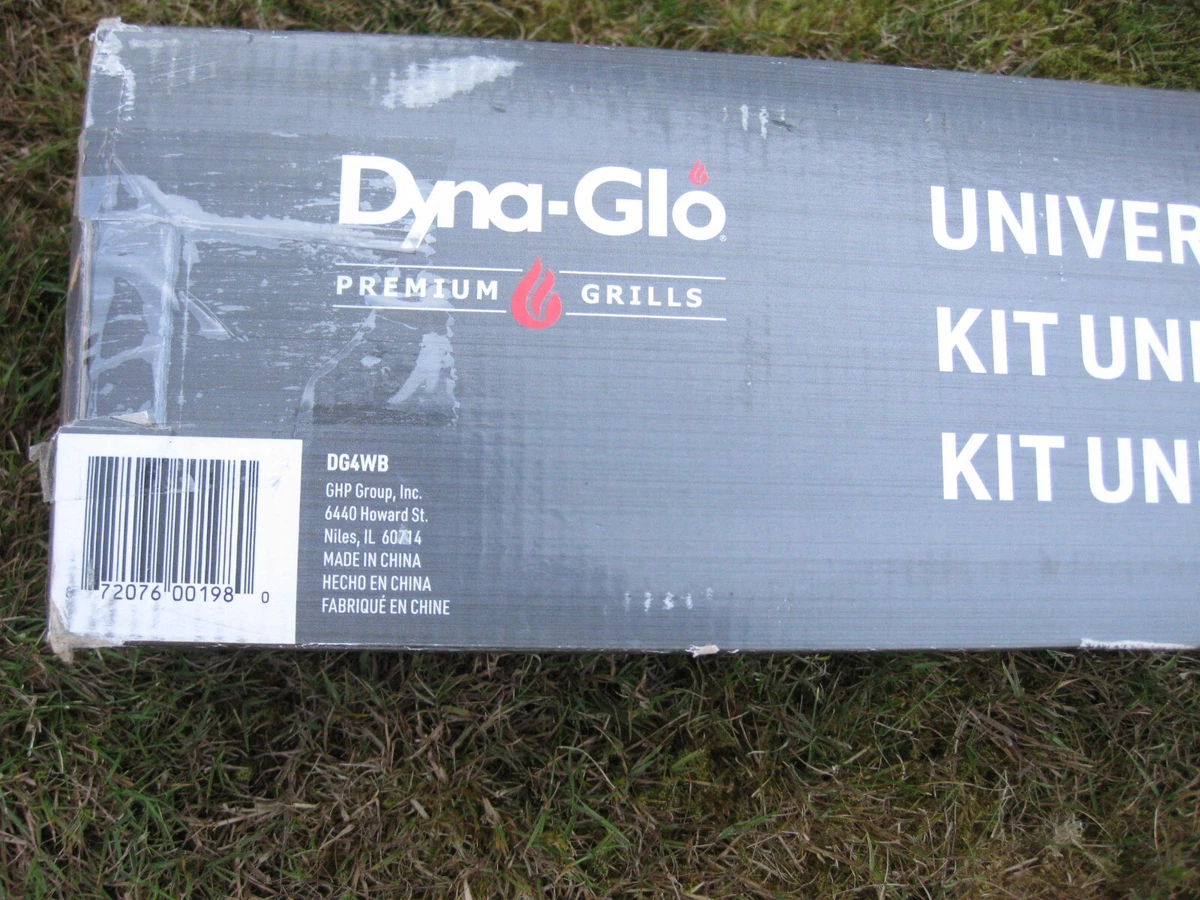 Dyna-Glo®
PREMIUM GRILLS
UNIVER
KIT UNI
KIT UN
DG4WB
GHP Group, Inc.
6440 Howard St.
Niles, IL 60714
MADE IN CHINA
HECHO EN CHINA
FABRIQUÉ EN CHINE
72076 00198 0